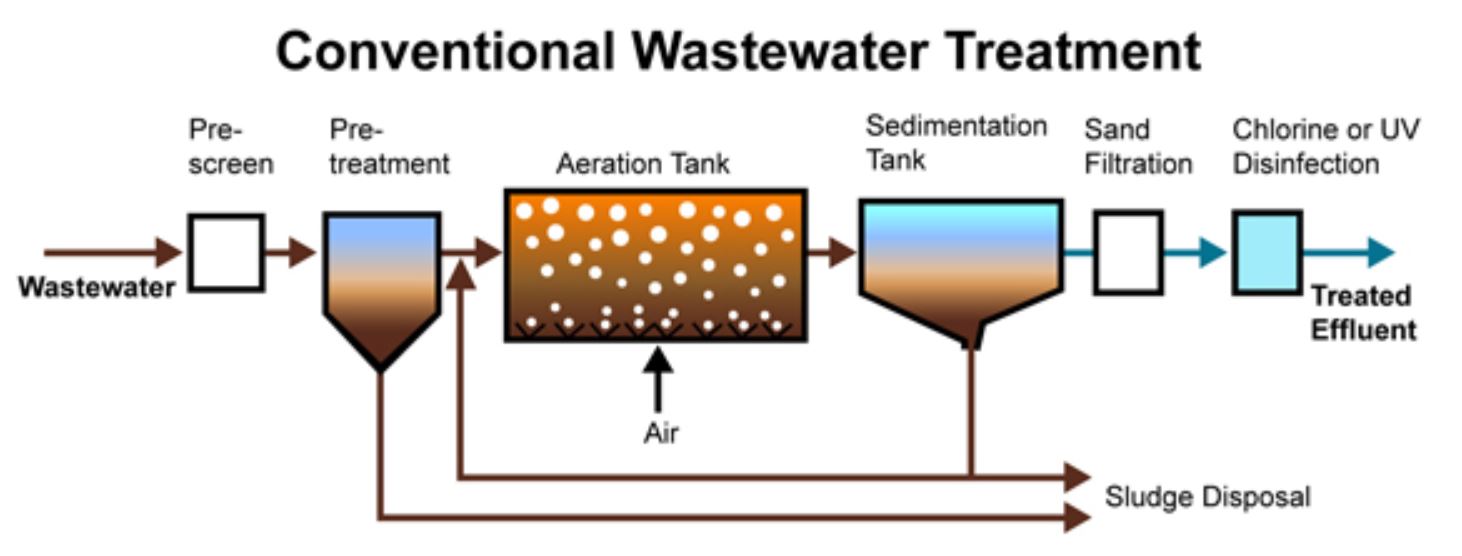 Conventional Wastewater Treatment
Pre-
screen
Pre-
treatment
Aeration Tank
Sedimentation
Tank
Sand
Filtration
Chlorine or UV
Disinfection
Wastewater
Treated
Effluent
Air
Sludge Disposal